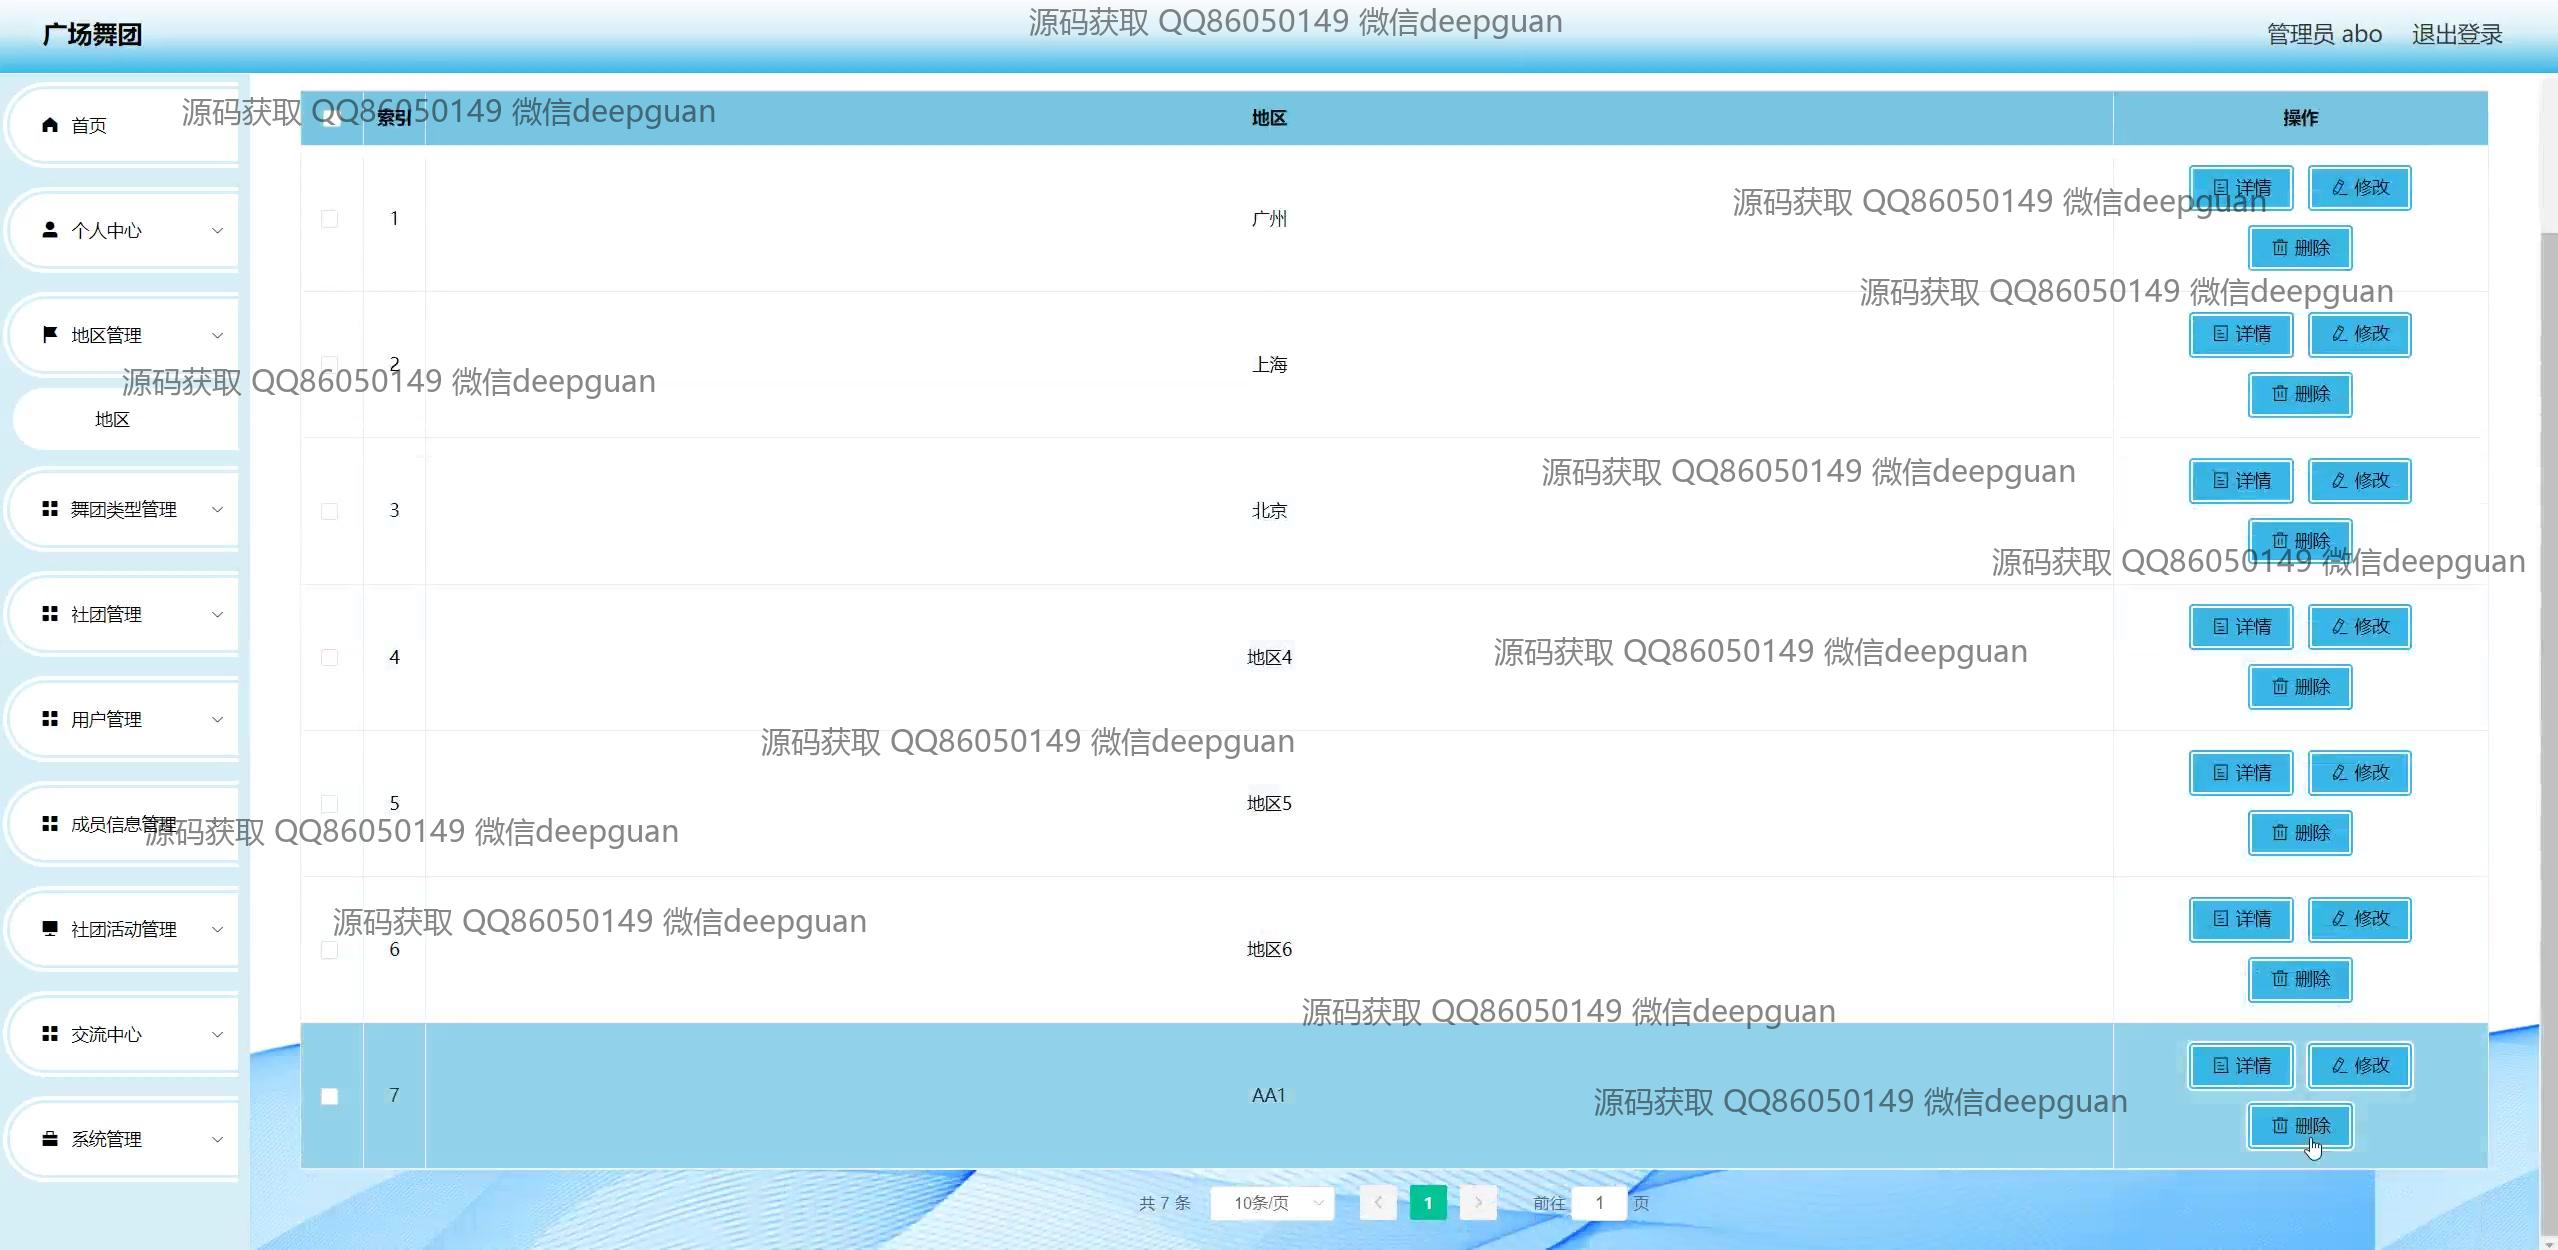 广场舞团
源码获取 QQ86050149 微信deepguan
管理员 abo
退出登录
首页
个人中心
地区管理
地区
舞团类型管理
社团管理
用户管理
成员信息管理
社团活动管理
交流中心
系统管理
源码获取 QQ86050149 微信deepguan
索引 地区 操作
1 广州 详情 修改
删除
源码获取 QQ86050149 微信deepguan
源码获取 QQ86050149 微信deepguan
2 上海 详情 修改
删除
源码获取 QQ86050149 微信deepguan
源码获取 QQ86050149 微信deepguan
3 北京 详情 修改
删除
源码获取 QQ86050149 微信deepguan
4 地区4 详情 修改
删除
源码获取 QQ86050149 微信deepguan
源码获取 QQ86050149 微信deepguan
5 地区5 详情 修改
删除
源码获取 QQ86050149 微信deepguan
源码获取 QQ86050149 微信deepguan
6 地区6 详情 修改
删除
源码获取 QQ86050149 微信deepguan
7 AA1 详情 修改
删除
源码获取 QQ86050149 微信deepguan
共 7 条 10条/页 1 前往 1 页